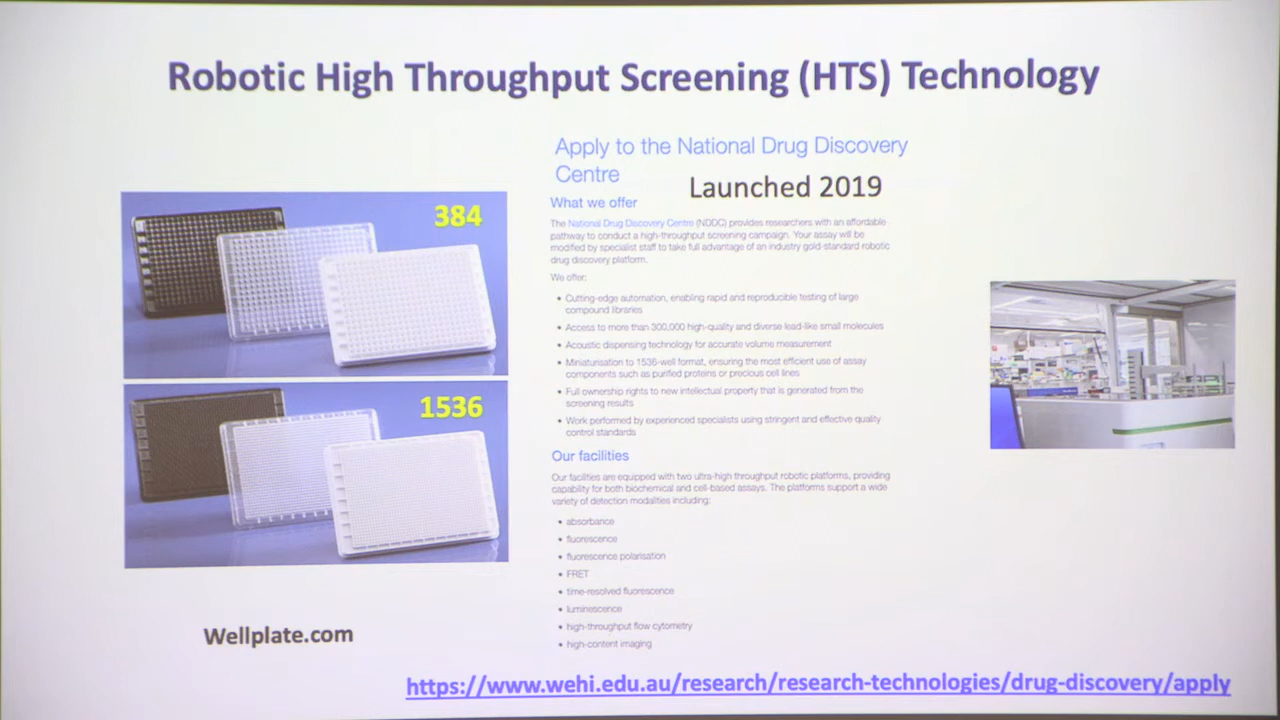 Robotic High Throughput Screening (HTS) Technology
384
1536
Wellplate.com
Apply to the National Drug Discovery
Centre
Launched 2019
What we offer
The National Drug Discovery Centre (NDDC) provides researchers with an affordable
pathway to conduct a high-throughput screening campaign. Your assay will be
modified by specialist staff to take full advantage of an industry gold-standard robotic
drug discovery platform.
We offer:
• Cutting-edge automation, enabling rapid and reproducible testing of large
compound libraries
• Access to more than 300,000 high-quality and diverse lead-like small molecules
• Acoustic dispensing technology for accurate volume measurement
• Miniaturisation to 1536-well format, ensuring the most efficient use of assay
components such as purified proteins or precious cell lines
• Full ownership rights to new intellectual property that is generated from the
screening results
• Work performed by experienced specialists using stringent and effective quality
control standards
Our facilities
Our facilities are equipped with two ultra-high throughput robotic platforms, providing
capability for both biochemical and cell-based assays. The platforms support a wide
variety of detection modalities including:
• absorbance
• fluorescence
• fluorescence polarisation
• FRET
• time-resolved fluorescence
• luminescence
• high-throughput flow cytometry
• high-content imaging
https://www.wehi.edu.au/research/research-technologies/drug-discovery/apply